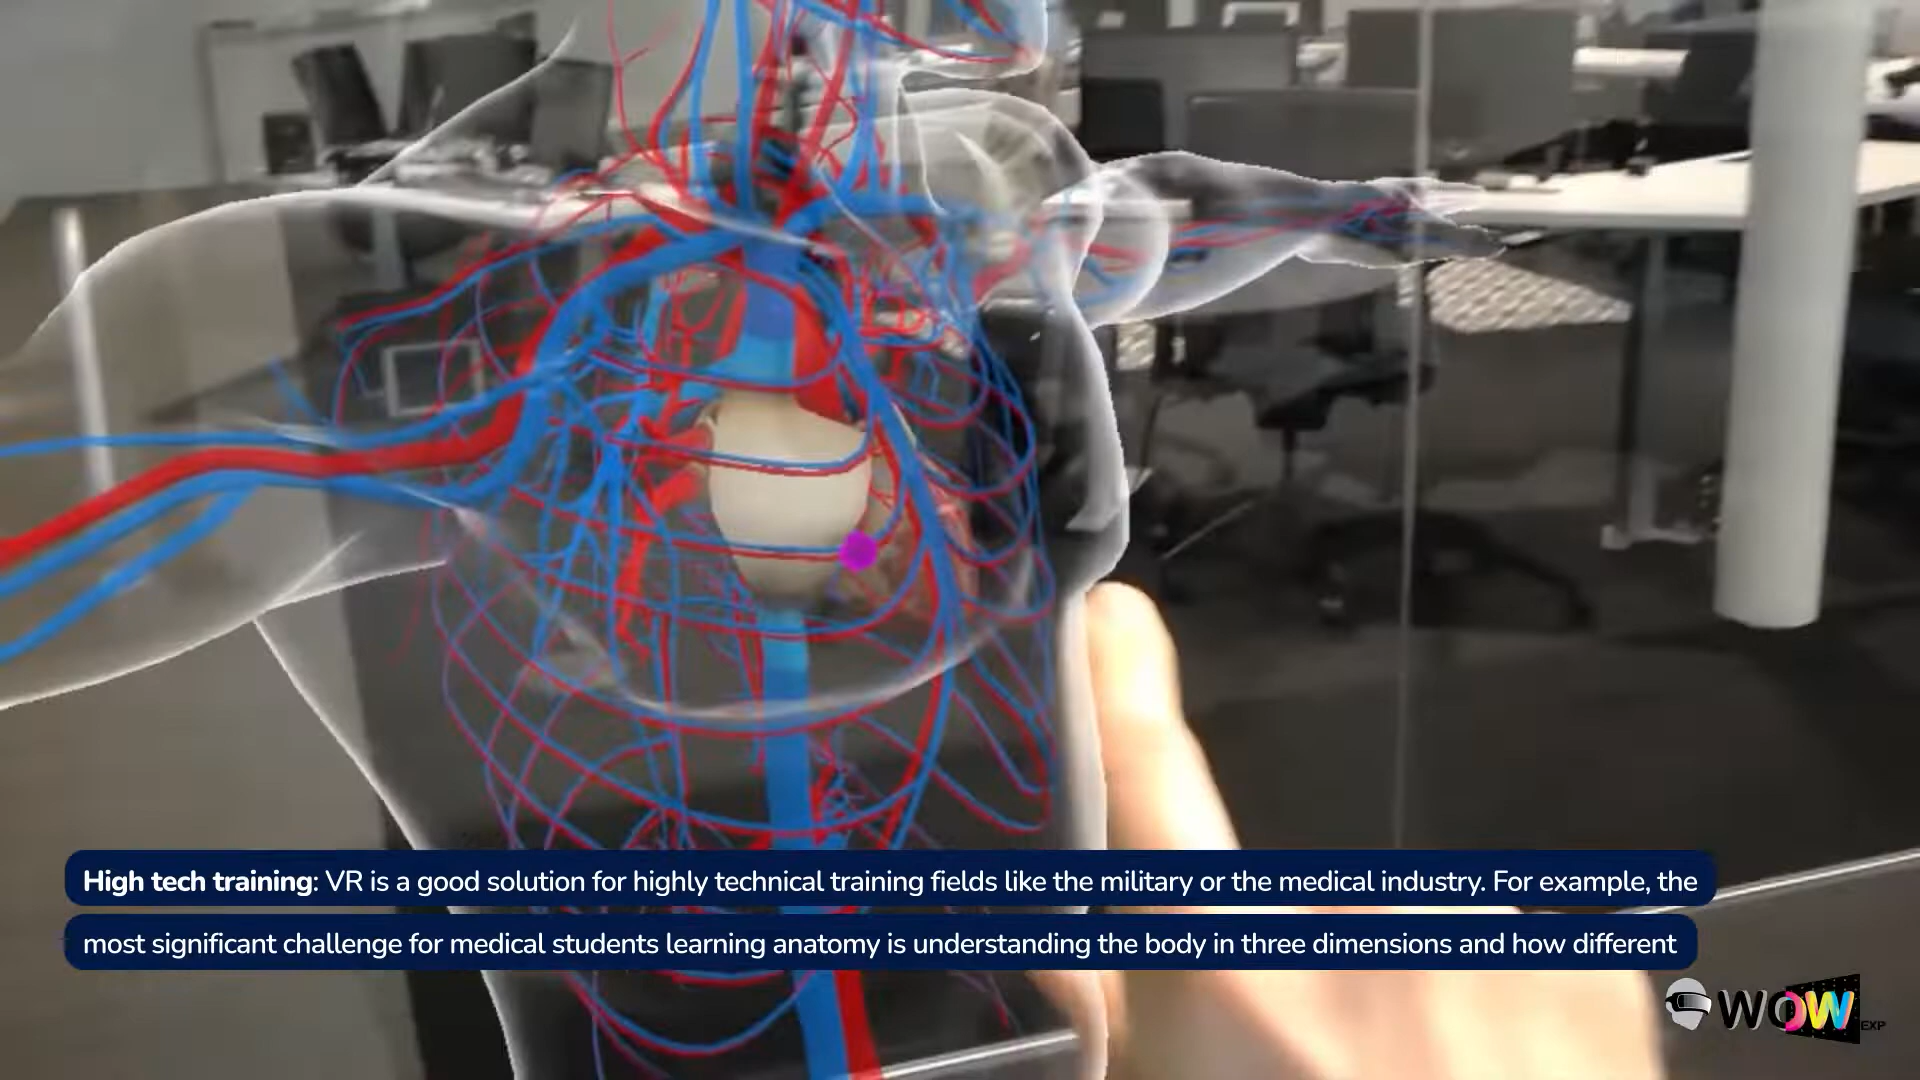 High tech training: VR is a good solution for highly technical training fields like the military or the medical industry. For example, the
most significant challenge for medical students learning anatomy is understanding the body in three dimensions and how different
WOW EXP